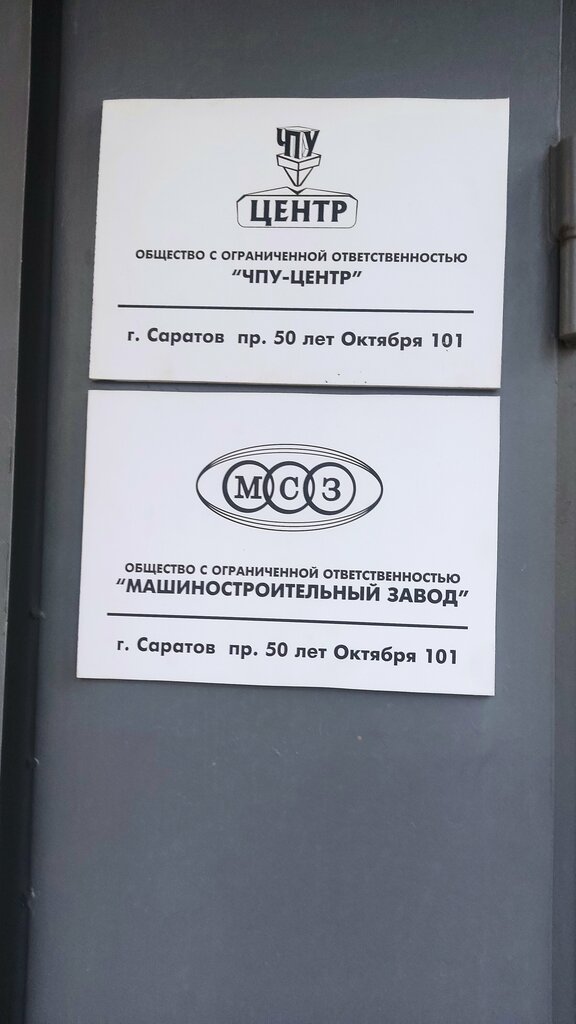 ЧПУ
ЦЕНТР
ОБЩЕСТВО С ОГРАНИЧЕННОЙ ОТВЕТСТВЕННОСТЬЮ
"ЧПУ-ЦЕНТР"
г. Саратов пр. 50 лет Октября 101
МСЗ
ОБЩЕСТВО С ОГРАНИЧЕННОЙ ОТВЕТСТВЕННОСТЬЮ
"МАШИНОСТРОИТЕЛЬНЫЙ ЗАВОД"
г. Саратов пр. 50 лет Октября 101